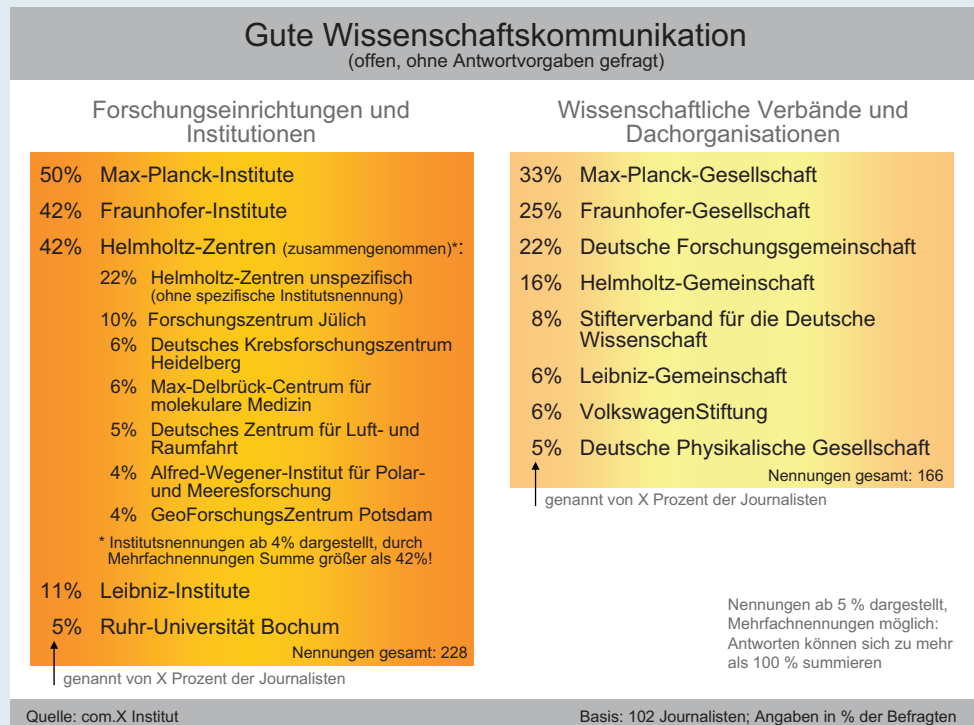 Gute Wissenschaftskommunikation
(offen, ohne Antwortvorgaben gefragt)
Forschungseinrichtungen und
Institutionen
50% Max-Planck-Institute
42% Fraunhofer-Institute
42% Helmholtz-Zentren (zusammengenommen)*:
22% Helmholtz-Zentren unspezifisch
(ohne spezifische Institutsnennung)
10% Forschungszentrum Jülich
6% Deutsches Krebsforschungszentrum
Heidelberg
6% Max-Delbrück-Centrum für
molekulare Medizin
5% Deutsches Zentrum für Luft- und
Raumfahrt
4% Alfred-Wegener-Institut für Polar-
und Meeresforschung
4% GeoForschungsZentrum Potsdam
* Institutsnennungen ab 4% dargestellt, durch
Mehrfachnennungen Summe größer als 42%!
11% Leibniz-Institute
5% Ruhr-Universität Bochum
Nennungen gesamt: 228
genannt von X Prozent der Journalisten
Wissenschaftliche Verbände und
Dachorganisationen
33% Max-Planck-Gesellschaft
25% Fraunhofer-Gesellschaft
22% Deutsche Forschungsgemeinschaft
16% Helmholtz-Gemeinschaft
8% Stifterverband für die Deutsche
Wissenschaft
6% Leibniz-Gemeinschaft
6% VolkswagenStiftung
5% Deutsche Physikalische Gesellschaft
Nennungen gesamt: 166
genannt von X Prozent der Journalisten
Nennungen ab 5 % dargestellt,
Mehrfachnennungen möglich:
Antworten können sich zu mehr
als 100 % summieren
Quelle: com.X Institut
Basis: 102 Journalisten; Angaben in % der Befragten